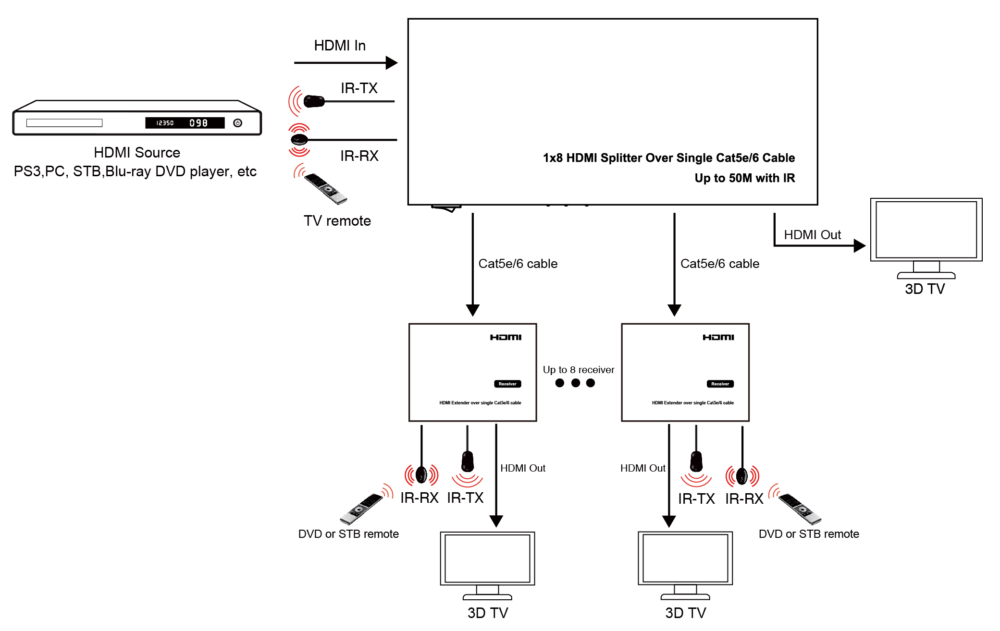 HDMI In
IR-TX
12350 098
HDMI Source
PS3,PC, STB,Blu-ray DVD player, etc
IR-RX
TV remote
1x8 HDMI Splitter Over Single Cat5e/6 Cable
Up to 50M with IR
HDMI Out
3D TV
Cat5e/6 cable
Cat5e/6 cable
HDMI
Receiver
HDMI Extender over single Cat5e/6 cable
Up to 8 receiver
HDMI
Receiver
HDMI Extender over single Cat5e/6 cable
HDMI Out
IR-RX
IR-TX
DVD or STB remote
3D TV
HDMI Out
IR-TX
IR-RX
DVD or STB remote
3D TV